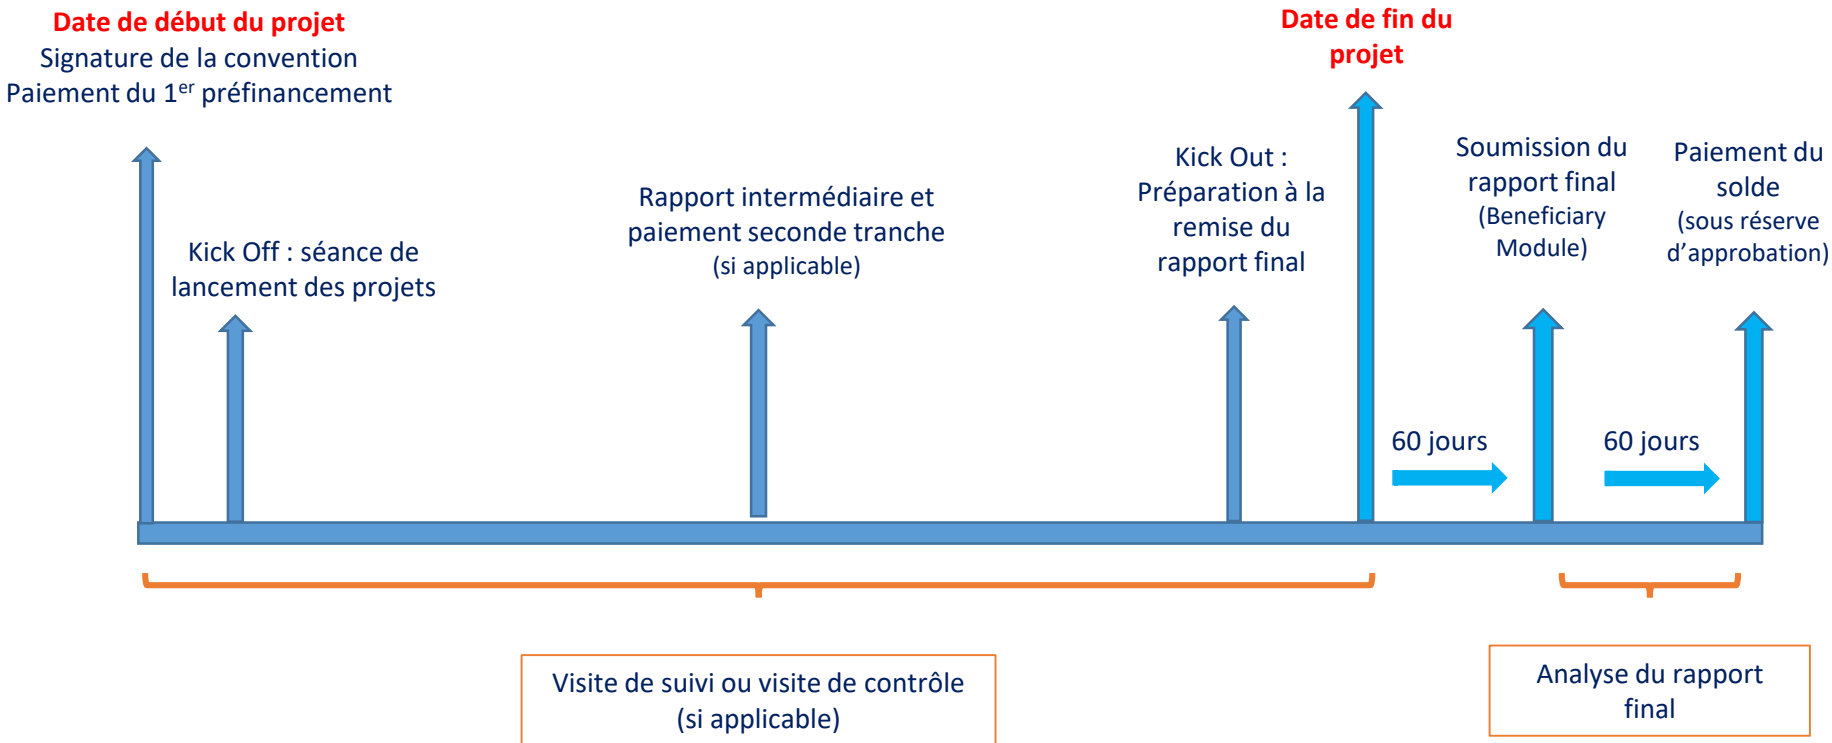 Date de début du projet
Signature de la convention
Paiement du 1er préfinancement
Kick Off : séance de
lancement des projets
Rapport intermédiaire et
paiement seconde tranche
(si applicable)
Kick Out :
Préparation à la
remise du
rapport final
Date de fin du
projet
Soumission du
rapport final
(Beneficiary
Module)
Paiement du
solde
(sous réserve
d’approbation)
60 jours
60 jours
Visite de suivi ou visite de contrôle
(si applicable)
Analyse du rapport
final